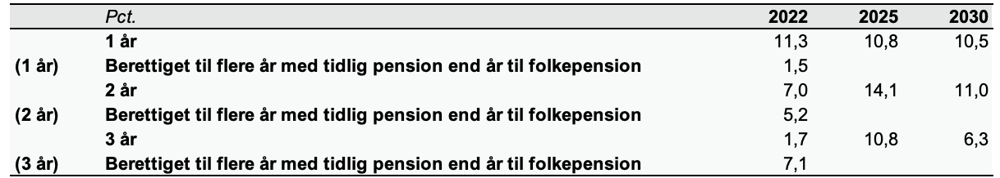 Pct. 2022 2025 2030
1 år 11,3 10,8 10,5
(1 år) Berettiget til flere år med tidlig pension end år til folkepension 1,5
2 år 7,0 14,1 11,0
(2 år) Berettiget til flere år med tidlig pension end år til folkepension 5,2
3 år 1,7 10,8 6,3
(3 år) Berettiget til flere år med tidlig pension end år til folkepension 7,1